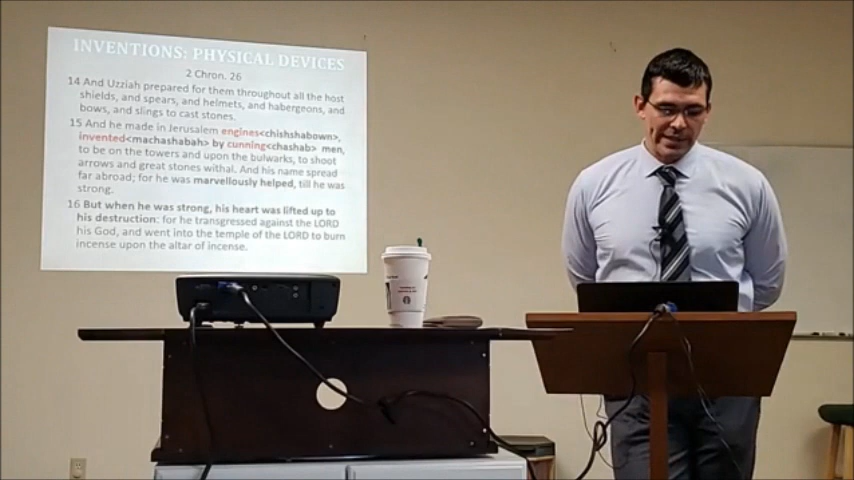 INVENTIONS: PHYSICAL DEVICES
2 Chron. 26
14 And Uzziah prepared for them throughout all the host
shields, and spears, and helmets, and habergeons, and
bows, and slings to cast stones.
15 And he made in Jerusalem engines<chishshabown>,
invented<machashabah> by cunning<chashab> men,
to be on the towers and upon the bulwarks, to shoot
arrows and great stones withal. And his name spread
far abroad; for he was marvellously helped, till he was
strong.
16 But when he was strong, his heart was lifted up to
his destruction: for he transgressed against the LORD
his God, and went into the temple of the LORD to burn
incense upon the altar of incense.